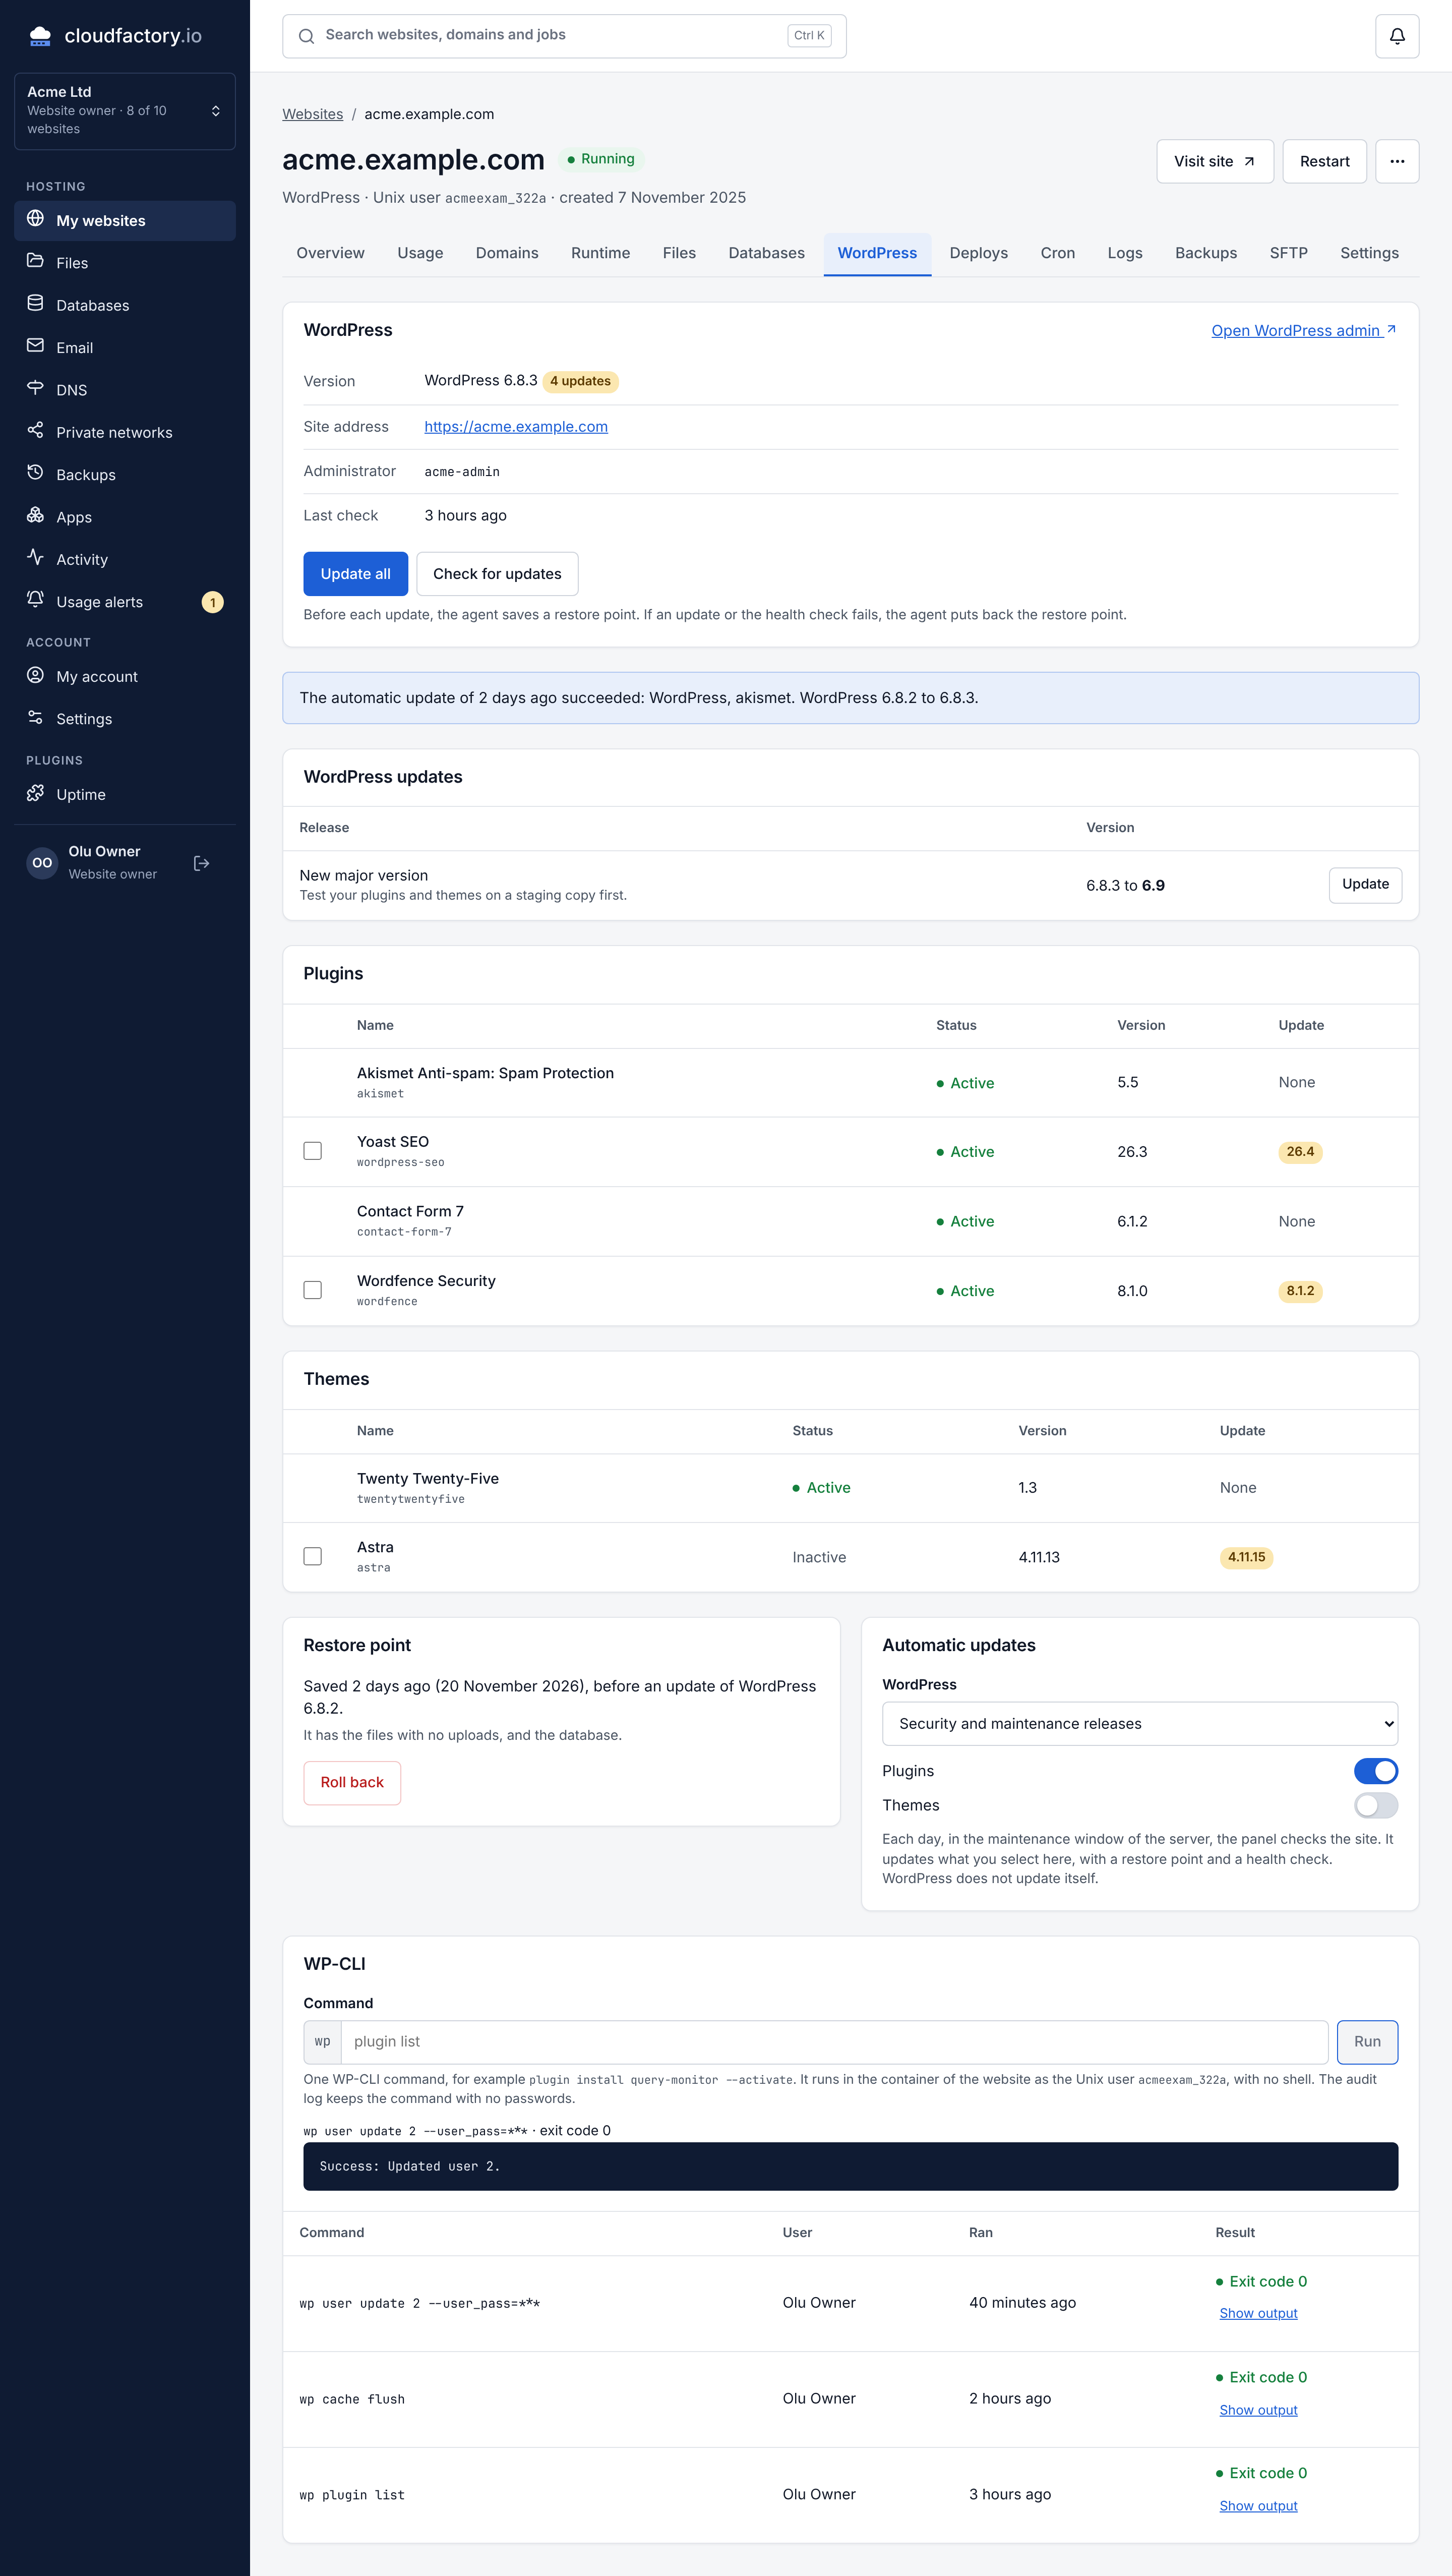 cloudfactory.io
Acme Ltd
Website owner · 8 of 10
websites
HOSTING
My websites
Files
Databases
Email
DNS
Private networks
Backups
Apps
Activity
Usage alerts 1
ACCOUNT
My account
Settings
PLUGINS
Uptime
OO Olu Owner
Website owner
Search websites, domains and jobs Ctrl K
Websites / acme.example.com
acme.example.com Running Visit site Restart
WordPress · Unix user acmeexam_322a · created 7 November 2025
Overview Usage Domains Runtime Files Databases WordPress Deploys Cron Logs Backups SFTP Settings
WordPress Open WordPress admin
Version WordPress 6.8.3 4 updates
Site address https://acme.example.com
Administrator acme-admin
Last check 3 hours ago
Update all Check for updates
Before each update, the agent saves a restore point. If an update or the health check fails, the agent puts back the restore point.
The automatic update of 2 days ago succeeded: WordPress, akismet. WordPress 6.8.2 to 6.8.3.
WordPress updates
Release Version
New major version
Test your plugins and themes on a staging copy first.
6.8.3 to 6.9 Update
Plugins
Name Status Version Update
Akismet Anti-spam: Spam Protection
akismet
Active 5.5 None
Yoast SEO
wordpress-seo
Active 26.3 26.4
Contact Form 7
contact-form-7
Active 6.1.2 None
Wordfence Security
wordfence
Active 8.1.0 8.1.2
Themes
Name Status Version Update
Twenty Twenty-Five
twentytwentyfive
Active 1.3 None
Astra
astra
Inactive 4.11.13 4.11.15
Restore point
Saved 2 days ago (20 November 2026), before an update of WordPress
6.8.2.
It has the files with no uploads, and the database.
Roll back
Automatic updates
WordPress
Security and maintenance releases
Plugins
Themes
Each day, in the maintenance window of the server, the panel checks the site. It
updates what you select here, with a restore point and a health check.
WordPress does not update itself.
WP-CLI
Command
wp plugin list Run
One WP-CLI command, for example plugin install query-monitor --activate. It runs in the container of the website as the Unix user acmeexam_322a, with no shell. The audit
log keeps the command with no passwords.
wp user update 2 --user_pass=*** · exit code 0
Success: Updated user 2.
Command User Ran Result
wp user update 2 --user_pass=*** Olu Owner 40 minutes ago Exit code 0
Show output
wp cache flush Olu Owner 2 hours ago Exit code 0
Show output
wp plugin list Olu Owner 3 hours ago Exit code 0
Show output